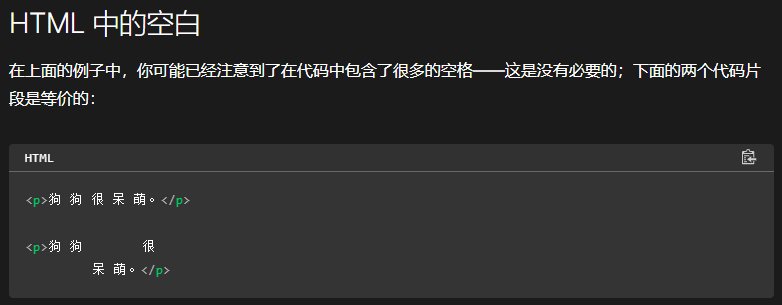 HTML 中的空白
在上面的例子中，你可能已经注意到了在代码中包含了很多的空格——这是没有必要的；下面的两个代码片
段是等价的：
HTML
<p>狗 狗 很 呆 萌。</p>
<p>狗 狗        很
         呆 萌。</p>